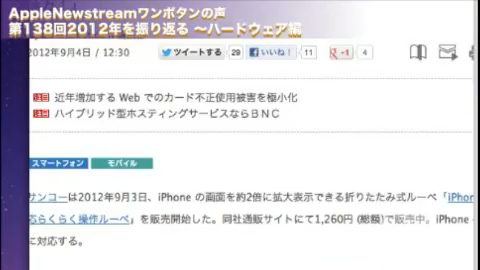 AppleNewstreamワンボタンの声
第138回2012年を振り返る ～ハードウェア編
2012年9月4日 / 12:30
ツイートする 29 いいね！ 11 +1 4
近年増加する Web でのカード不正使用被害を極小化
ハイブリッド型ホスティングサービスならＢＮＣ
スマートフォン モバイル
サンコーは2012年9月3日、iPhone の画面を約2倍に拡大表示できる折りたたみ式ルーペ「iPhon
応らくらく操作ルーペ」を販売開始した。同社通販サイトにて1,260円 (総額)で販売中。iPhone
に対応する。